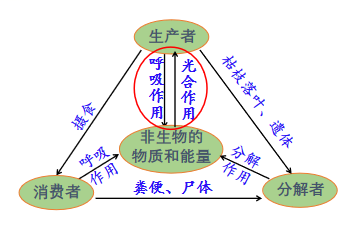 生产者
呼吸作用
光合作用
枯枝落叶、遗体
摄食
非生物的
物质和能量
呼吸
作用
分解
作用
消费者
粪便、尸体
分解者